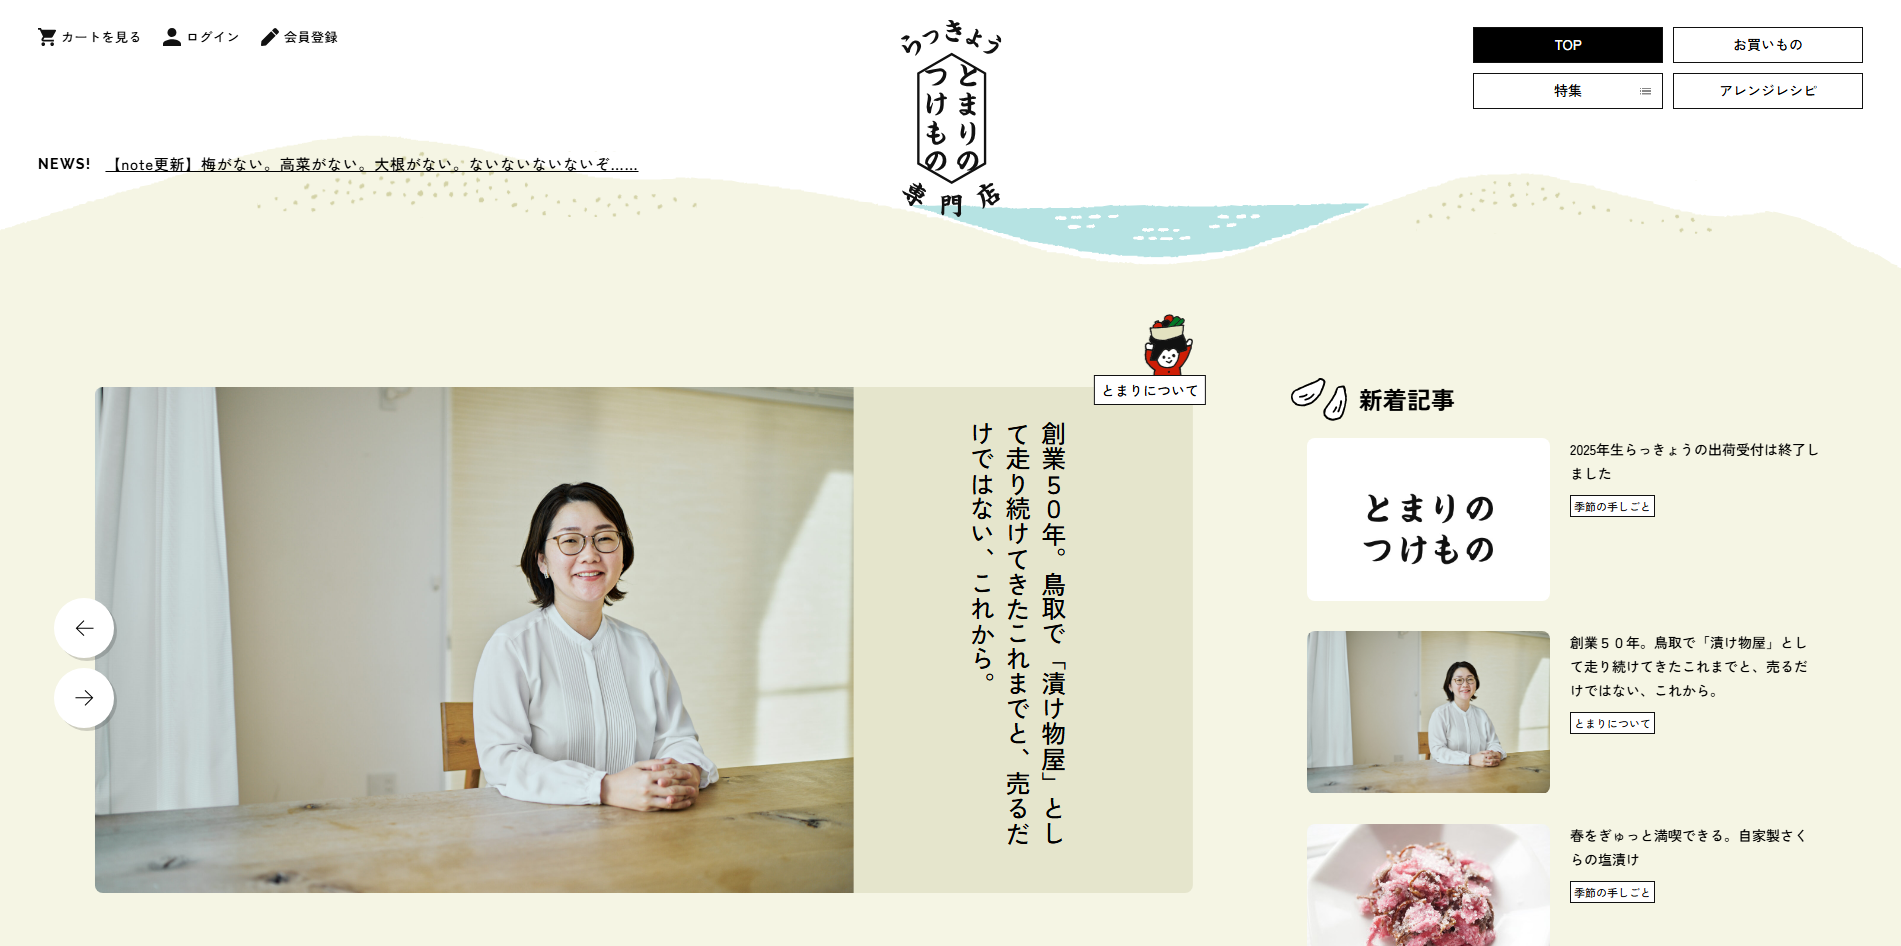 カートを見る
ログイン
会員登録
らっきょう
とまりの
つけもの
専門店
TOP
お買いもの
特集
アレンジレシピ
NEWS!
【note更新】梅がない。高菜がない。大根がない。ないないないないぞ……
とまりについて
創業５０年。鳥取で「漬け物屋」とし
て走り続けてきたこれまでと、売るだ
けではない、これから。
新着記事
とまりの
つけもの
2025年生らっきょうの出荷受付は終了し
ました
季節の手しごと
創業５０年。鳥取で「漬け物屋」とし
て走り続けてきたこれまでと、売るだ
けではない、これから。
とまりについて
春をぎゅっと満喫できる。自家製さく
らの塩漬け
季節の手しごと